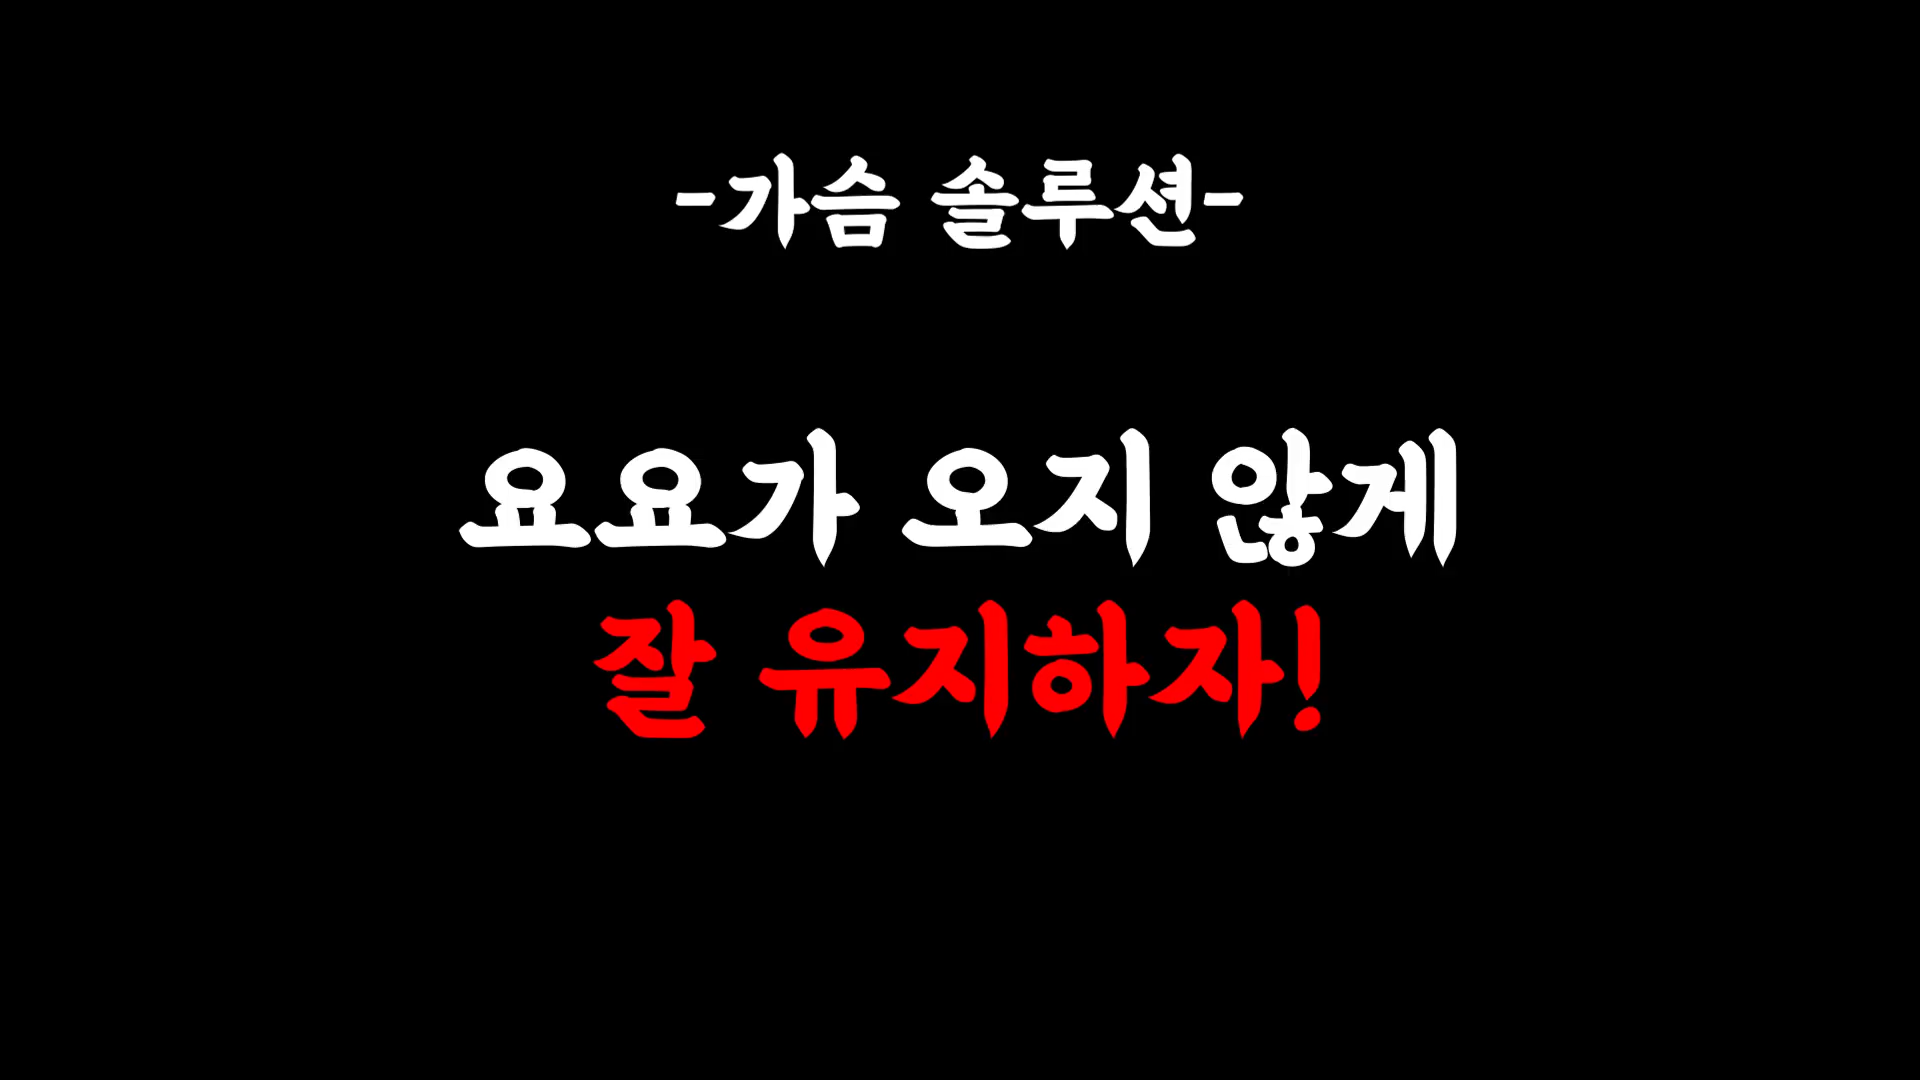 -가슴 솔루션-
요요가 오지 않게
잘 유지하자!